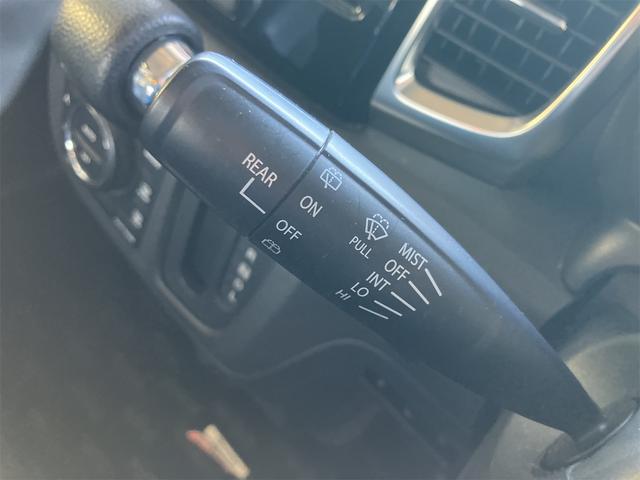 REAR
ON
OFF
PULL
MIST
OFF
INT
LO
HI